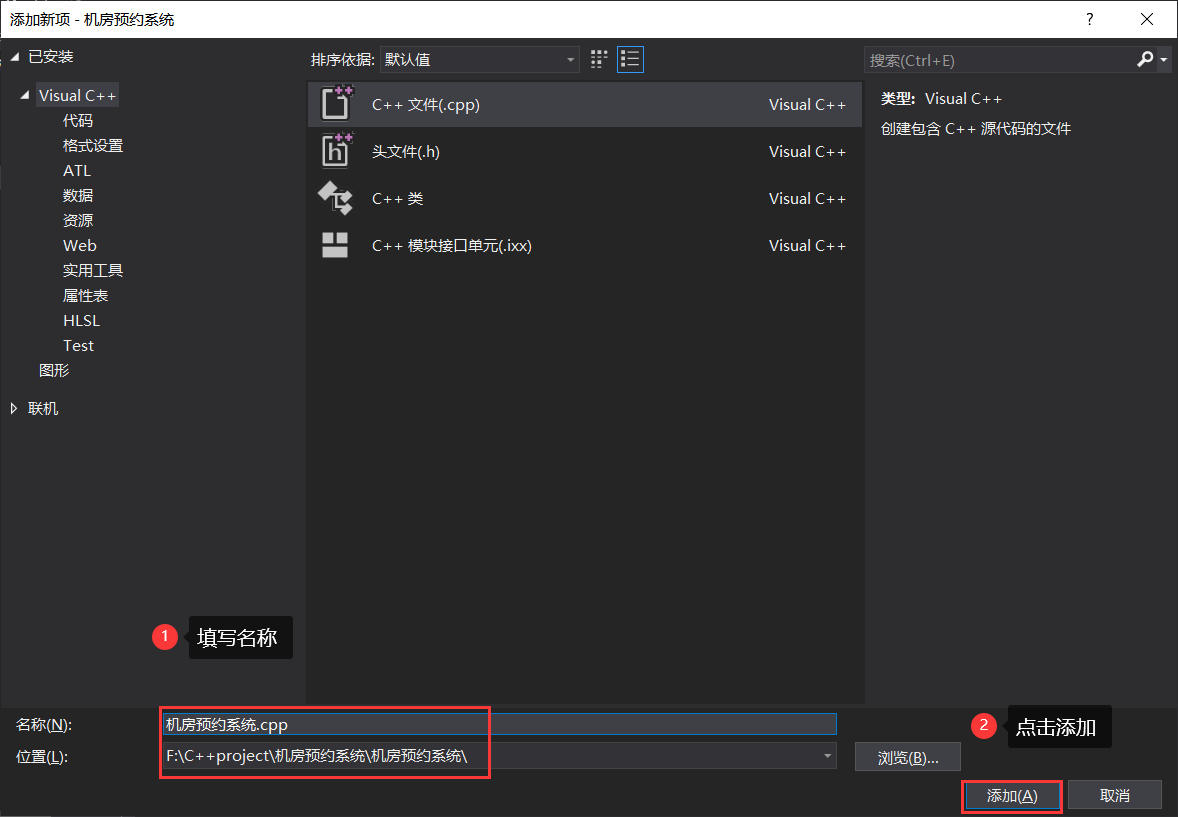 添加新项 - 机房预约系统
?
已安装
Visual C++
代码
格式设置
ATL
数据
资源
Web
实用工具
属性表
HLSL
Test
图形
联机
排序依据: 默认值
C++ 文件(.cpp) Visual C++
头文件(.h) Visual C++
C++ 类 Visual C++
C++ 模块接口单元(.ixx) Visual C++
搜索(Ctrl+E)
类型: Visual C++
创建包含 C++ 源代码的文件
1 填写名称
名称(N): 机房预约系统.cpp
位置(L): F:\C++project\机房预约系统\机房预约系统\
浏览(B)...
2 点击添加
添加(A) 取消